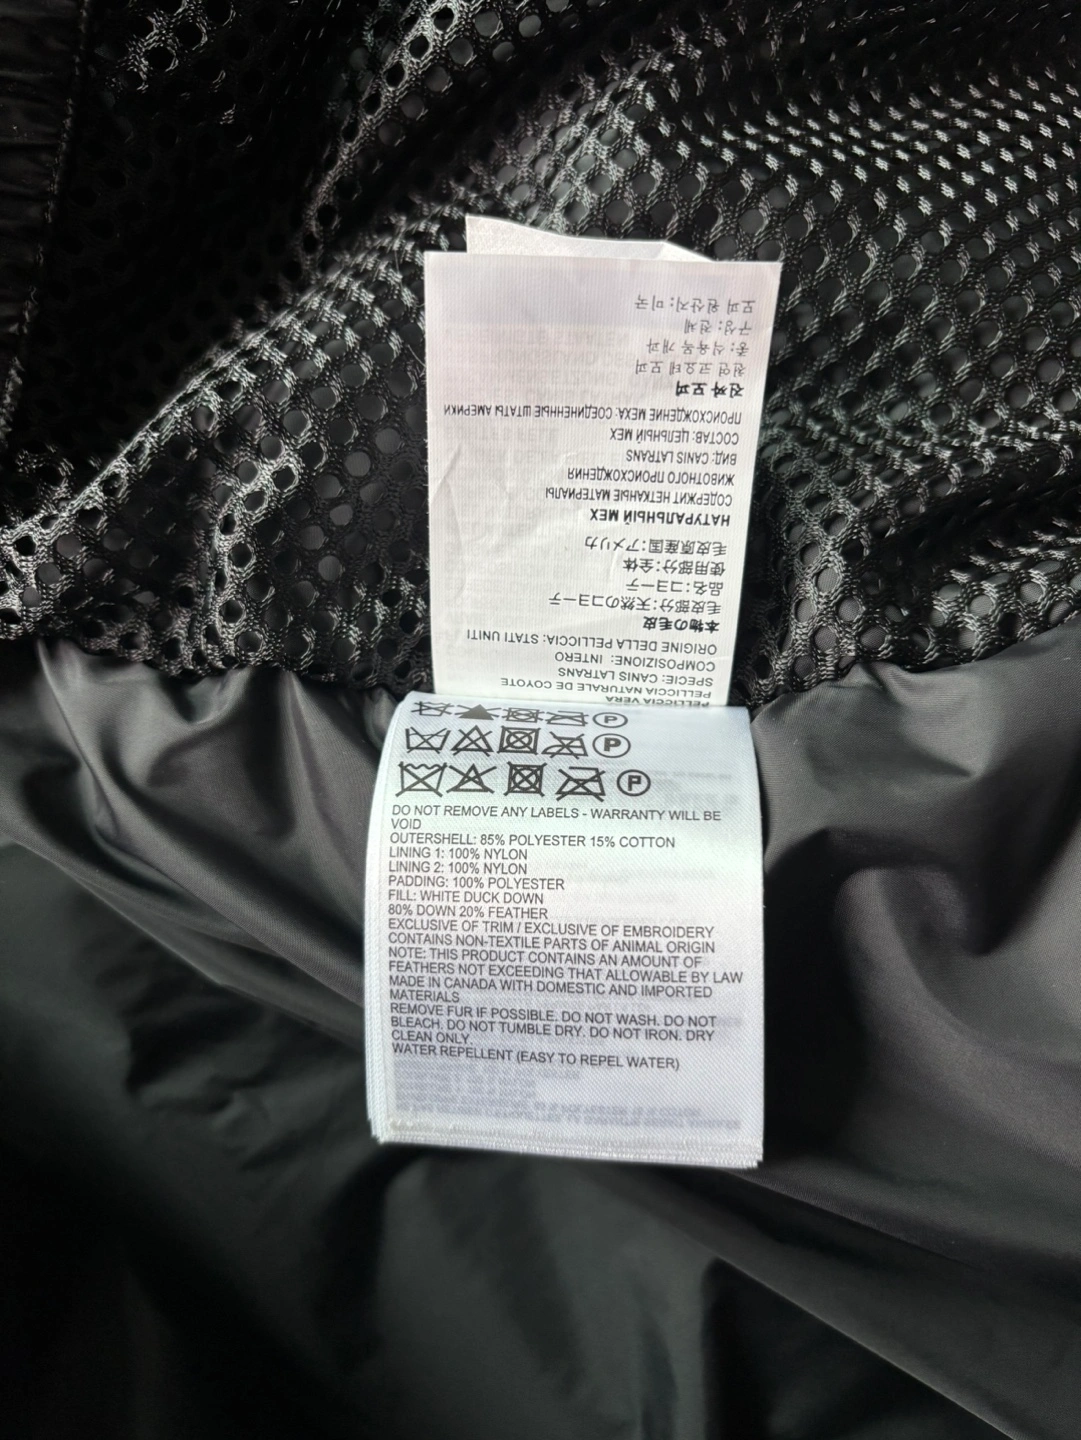 모피 원산지: 미국
구성: 전체
종: 식육목 개과
천연 코요테 모피
진짜 모피
ПРОИСХОЖДЕНИЕ МЕХА: СОЕДИНЕННЫЕ ШТАТЫ АМЕРИКИ
СОСТАВ: ЦЕЛЬНЫЙ МЕХ
ВИД: CANIS LATRANS
ЖИВОТНОГО ПРОИСХОЖДЕНИЯ
СОДЕРЖИТ НЕТКАНЫЕ МАТЕРИАЛЫ
НАТУРАЛЬНЫЙ МЕХ
毛皮原産国:アメリカ
使用部分:全体
品名:コヨーテ
毛皮部分:天然のコヨーテ
本物の毛皮
ORIGINE DELLA PELLICCIA: STATI UNITI
COMPOSIZIONE: INTERO
SPECIE: CANIS LATRANS
PELLICCIA NATURALE DE COYOTE
PELLICCIA VERA
P
P
P
DO NOT REMOVE ANY LABELS - WARRANTY WILL BE
VOID
OUTERSHELL: 85% POLYESTER 15% COTTON
LINING 1: 100% NYLON
LINING 2: 100% NYLON
PADDING: 100% POLYESTER
FILL: WHITE DUCK DOWN
80% DOWN 20% FEATHER
EXCLUSIVE OF TRIM / EXCLUSIVE OF EMBROIDERY
CONTAINS NON-TEXTILE PARTS OF ANIMAL ORIGIN
NOTE: THIS PRODUCT CONTAINS AN AMOUNT OF
FEATHERS NOT EXCEEDING THAT ALLOWABLE BY LAW
MADE IN CANADA WITH DOMESTIC AND IMPORTED
MATERIALS
REMOVE FUR IF POSSIBLE. DO NOT WASH. DO NOT
BLEACH. DO NOT TUMBLE DRY. DO NOT IRON. DRY
CLEAN ONLY.
WATER REPELLENT (EASY TO REPEL WATER)